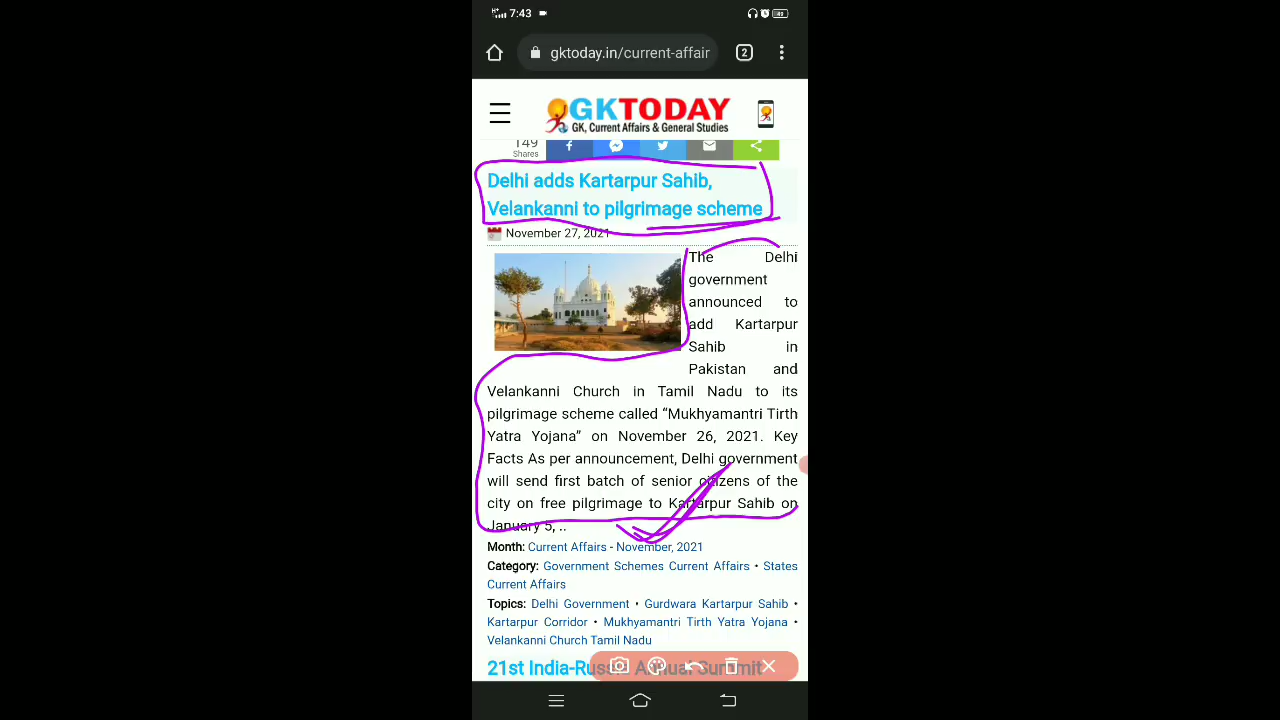 7:43
gktoday.in/current-affair
2
GKTODAY
GK, Current Affairs & General Studies
149
Shares
Delhi adds Kartarpur Sahib,
Velankanni to pilgrimage scheme
November 27, 2021
The Delhi
government
announced to
add Kartarpur
Sahib in
Pakistan and
Velankanni Church in Tamil Nadu to its
pilgrimage scheme called “Mukhyamantri Tirth
Yatra Yojana” on November 26, 2021. Key
Facts As per announcement, Delhi government
will send first batch of senior citizens of the
city on free pilgrimage to Kartarpur Sahib on
January 5, ..
Month: Current Affairs - November, 2021
Category: Government Schemes Current Affairs • States
Current Affairs
Topics: Delhi Government • Gurdwara Kartarpur Sahib •
Kartarpur Corridor • Mukhyamantri Tirth Yatra Yojana •
Velankanni Church Tamil Nadu
21st India-Russia Annual Summit